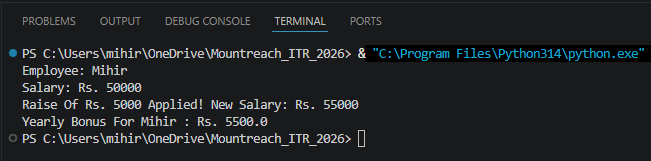 PROBLEMS OUTPUT DEBUG CONSOLE TERMINAL PORTS
PS C:\Users\mihir\OneDrive\Mountreach_ITR_2026> & "C:\Program Files\Python314\python.exe"
Employee: Mihir
Salary: Rs. 50000
Raise Of Rs. 5000 Applied! New Salary: Rs. 55000
Yearly Bonus For Mihir : Rs. 5500.0
PS C:\Users\mihir\OneDrive\Mountreach_ITR_2026>